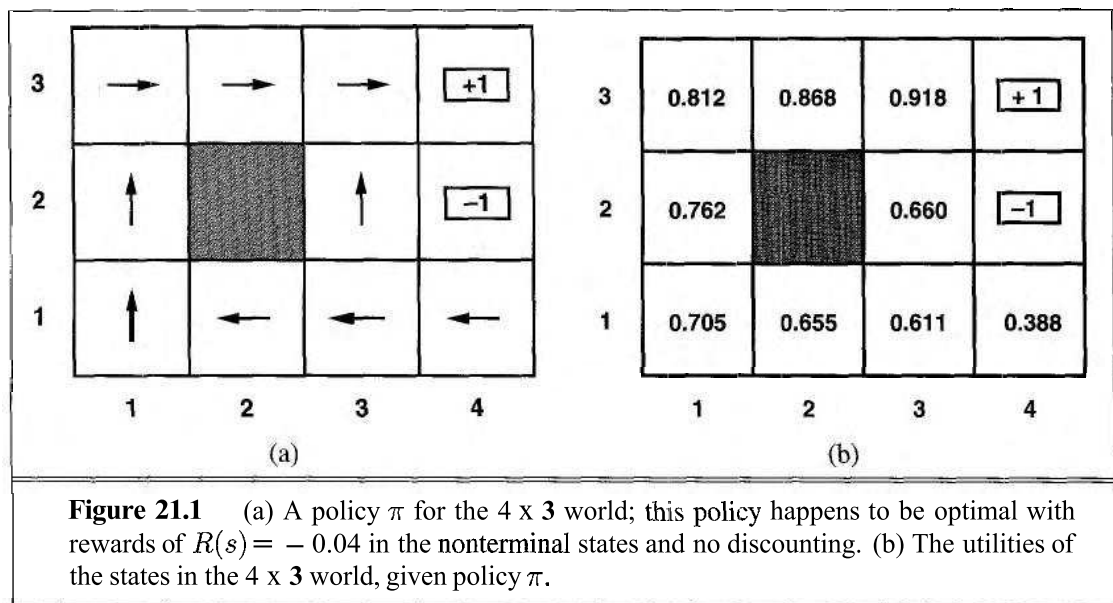 3 +1
2 −1
1
1 2 3 4
(a)
3 0.812 0.868 0.918 +1
2 0.762 0.660 −1
1 0.705 0.655 0.611 0.388
1 2 3 4
(b)
Figure 21.1 (a) A policy π for the 4 x 3 world; this policy happens to be optimal with
rewards of R(s) = − 0.04 in the nonterminal states and no discounting. (b) The utilities of
the states in the 4 x 3 world, given policy π.